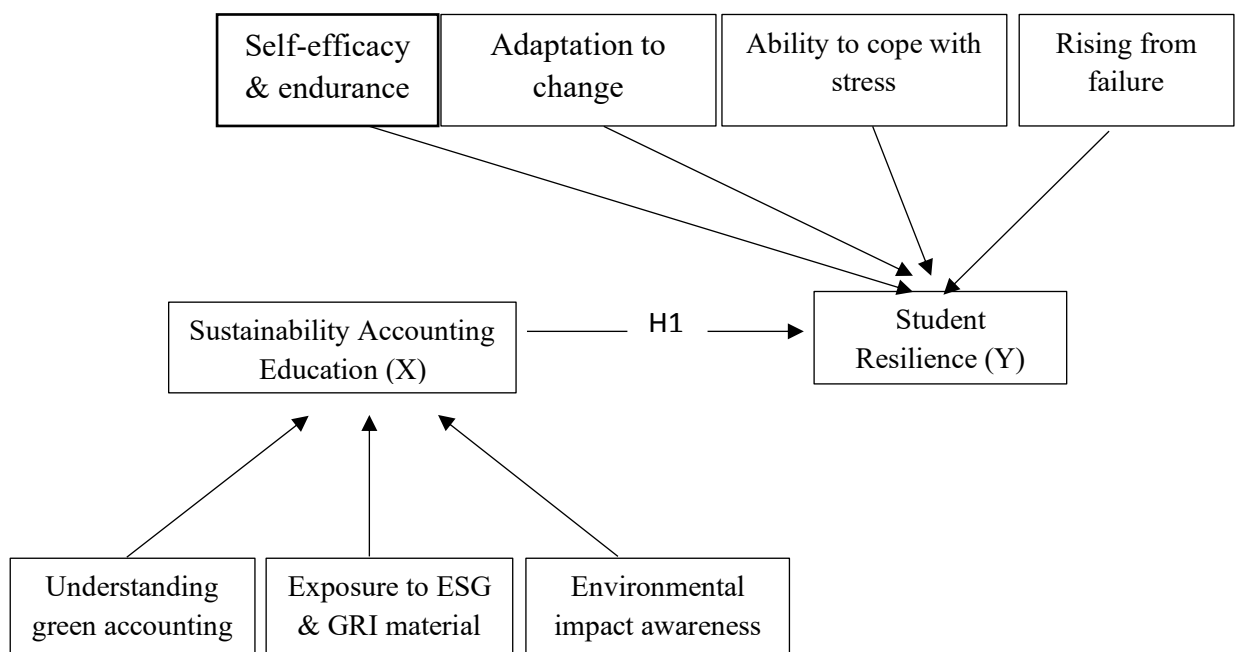 Self-efficacy
& endurance
Adaptation to
change
Ability to cope with
stress
Rising from
failure
Sustainability Accounting
Education (X)
H1
Student
Resilience (Y)
Understanding
green accounting
Exposure to ESG
& GRI material
Environmental
impact awareness